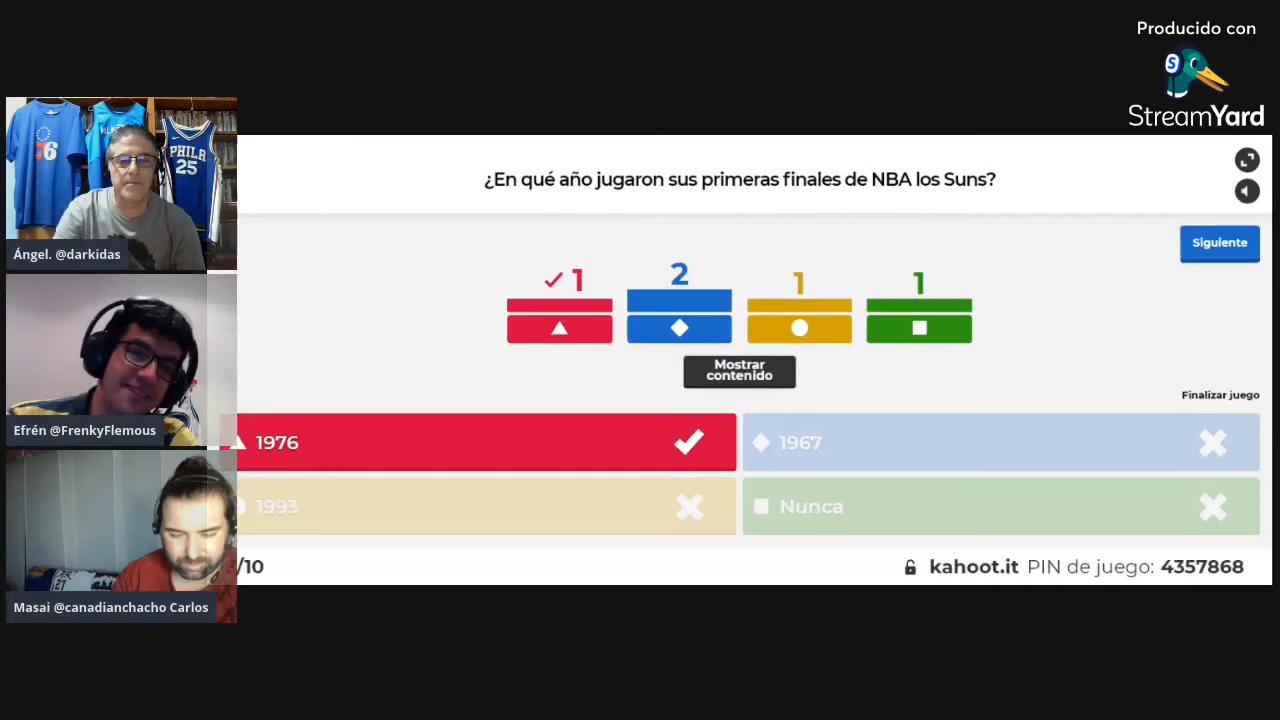 Producido con
StreamYard
S
76
PHILA
25
Ángel. @darkidas
Efrén @FrenkyFlemous
Masai @canadianchacho Carlos
¿En qué año jugaron sus primeras finales de NBA los Suns?
Siguiente
1
2
1
1
Mostrar
contenido
Finalizar juego
1976
1967
1993
Nunca
/10
kahoot.it PIN de juego: 4357868